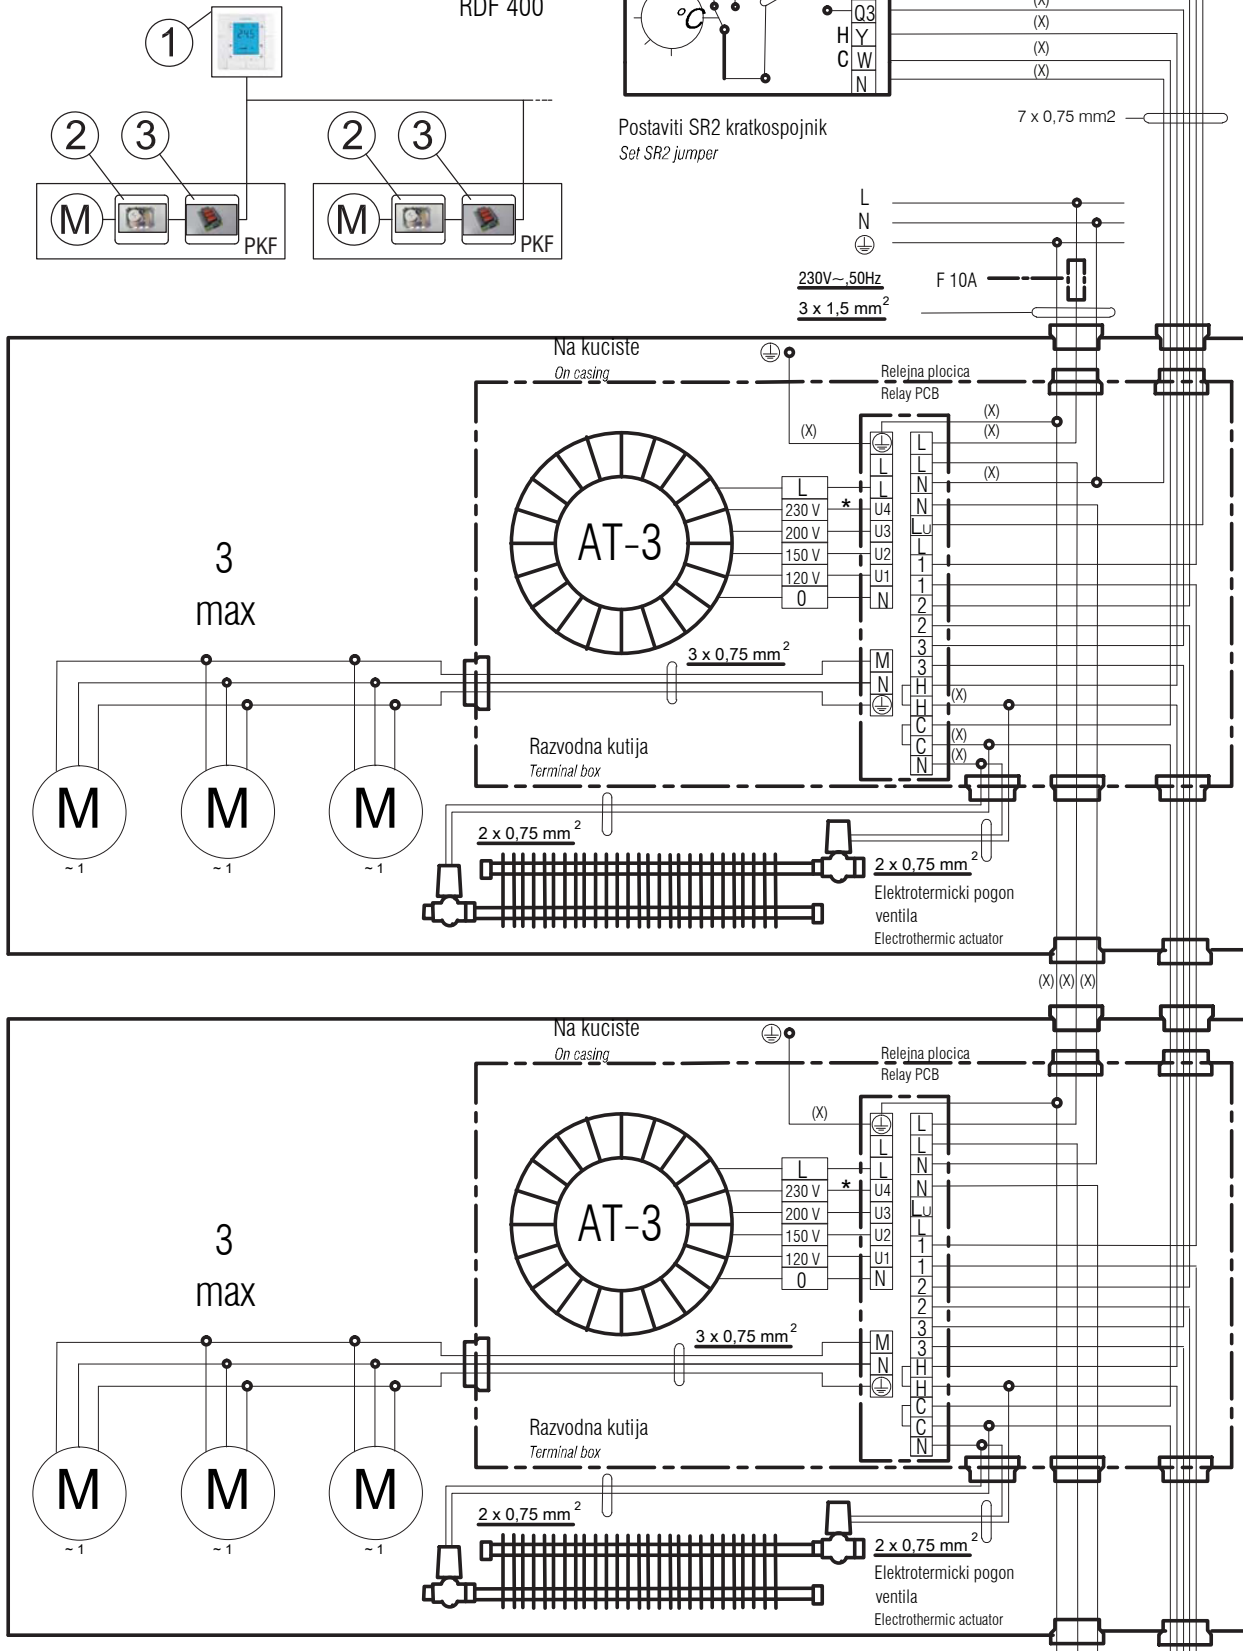 RDF 400
1
24.5
2
3
2
3
M
PKF
M
PKF
°C
Q3
H Y
C W
N
(X)
(X)
(X)
(X)
7 x 0,75 mm2
Postaviti SR2 kratkospojnik
Set SR2 jumper
L
N
230V~,50Hz
F 10A
3 x 1,5 mm2
Na kuciste
On casing
Relejna plocica
Relay PCB
(X)
(X)
(X)
(X)
AT-3
L
230 V
200 V
150 V
120 V
0
*
L
L
U4
U3
U2
U1
N
M
N
L
L
N
N
LU
L
1
1
2
2
3
3
H
H
C
C
N
(X)
(X)
(X)
3
max
3 x 0,75 mm2
Razvodna kutija
Terminal box
M
M
M
~ 1
~ 1
~ 1
2 x 0,75 mm2
2 x 0,75 mm2
Elektrotermicki pogon
ventila
Electrothermic actuator
(X) (X) (X)
Na kuciste
On casing
Relejna plocica
Relay PCB
(X)
AT-3
L
230 V
200 V
150 V
120 V
0
*
L
L
U4
U3
U2
U1
N
M
N
L
L
N
N
LU
L
1
1
2
2
3
3
H
H
C
C
N
3
max
3 x 0,75 mm2
Razvodna kutija
Terminal box
M
M
M
~ 1
~ 1
~ 1
2 x 0,75 mm2
2 x 0,75 mm2
Elektrotermicki pogon
ventila
Electrothermic actuator